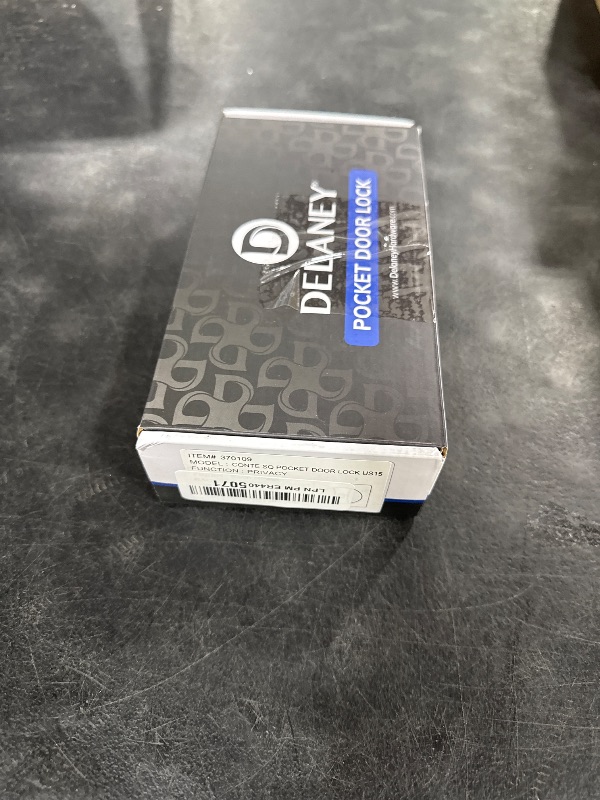 DELANEY
POCKET DOOR LOCK
www.DelaneyHardware.com
ITEM# 370109
MODEL : CONTE SQ POCKET DOOR LOCK US15
FUNCTION : PRIVACY
LPN PM ER4405071